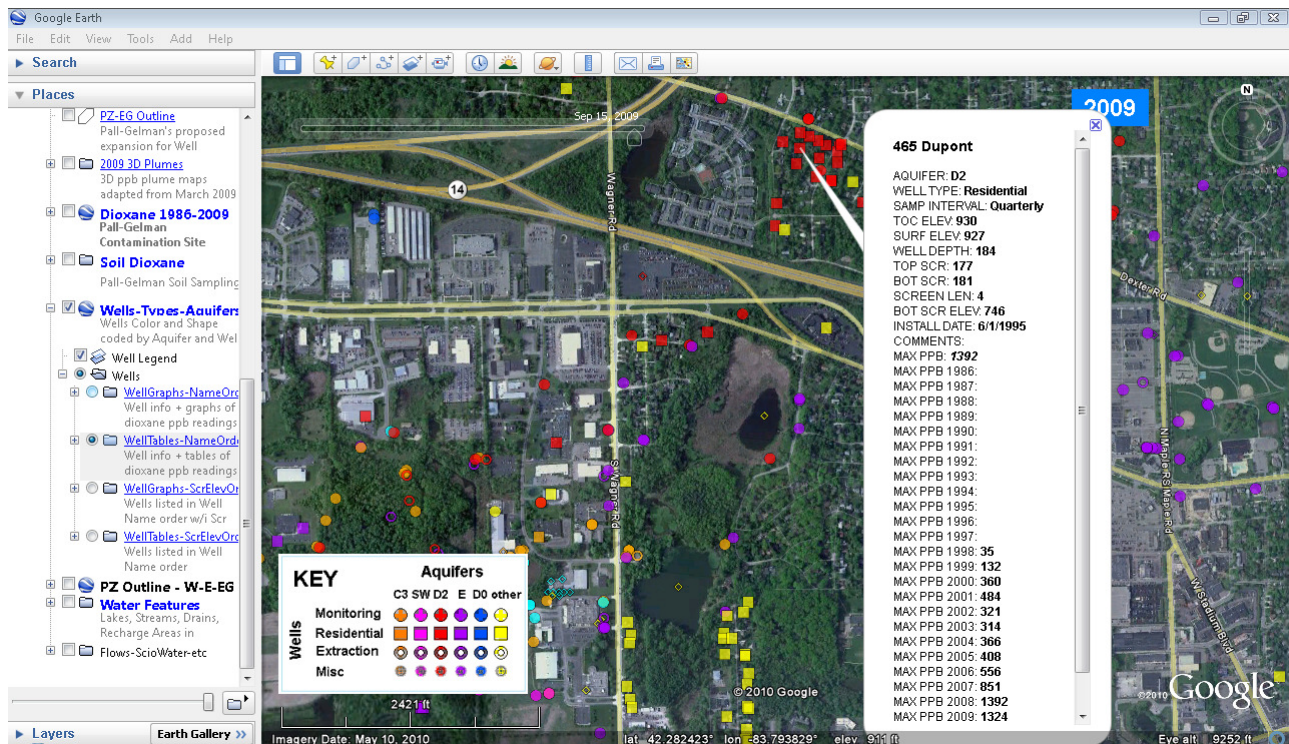 Google Earth
File Edit View Tools Add Help
Search
Places
PZ-EG Outline
Pall-Gelman's proposed
expansion for Well
2009 3D Plumes
3D ppb plume maps
adapted from March 2009
Dioxane 1986-2009
Pall-Gelman
Contamination Site
Soil Dioxane
Pall-Gelman Soil Sampling
Wells-Types-Aquifers
Wells Color and Shape
coded by Aquifer and Wel
Well Legend
Wells
WellGraphs-NameOrd
Well info + graphs of
dioxane ppb readings
WellTables-NameOrd
Well info + tables of
dioxane ppb readings
WellGraphs-ScrElevOr
Wells listed in Well
Name order w/i Scr
WellTables-ScrElevOrd
Wells listed in Well
Name order
PZ Outline - W-E-EG
Water Features
Lakes, Streams, Drains,
Recharge Areas in
Flows-ScioWater-etc
Layers
Earth Gallery »
Sep 15, 2009
2009
N
14
Wagner Rd
S Wagner Rd
Dexter Rd
N Maple Rd
S Maple Rd
W Stadium Blvd
465 Dupont
AQUIFER: D2
WELL TYPE: Residential
SAMP INTERVAL: Quarterly
TOC ELEV: 930
SURF ELEV: 927
WELL DEPTH: 184
TOP SCR: 177
BOT SCR: 181
SCREEN LEN: 4
BOT SCR ELEV: 746
INSTALL DATE: 6/1/1995
COMMENTS:
MAX PPB: 1392
MAX PPB 1986:
MAX PPB 1987:
MAX PPB 1988:
MAX PPB 1989:
MAX PPB 1990:
MAX PPB 1991:
MAX PPB 1992:
MAX PPB 1993:
MAX PPB 1994:
MAX PPB 1995:
MAX PPB 1996:
MAX PPB 1997:
MAX PPB 1998: 35
MAX PPB 1999: 132
MAX PPB 2000: 360
MAX PPB 2001: 484
MAX PPB 2002: 321
MAX PPB 2003: 314
MAX PPB 2004: 366
MAX PPB 2005: 408
MAX PPB 2006: 556
MAX PPB 2007: 851
MAX PPB 2008: 1392
MAX PPB 2009: 1324
KEY
Aquifers
C3 SW D2 E D0 other
Wells
Monitoring
Residential
Extraction
Misc
2421 ft
© 2010 Google
©2010 Google
Imagery Date: May 10, 2010
lat 42.282423° lon -83.793829° elev 911 ft
Eye alt 9252 ft